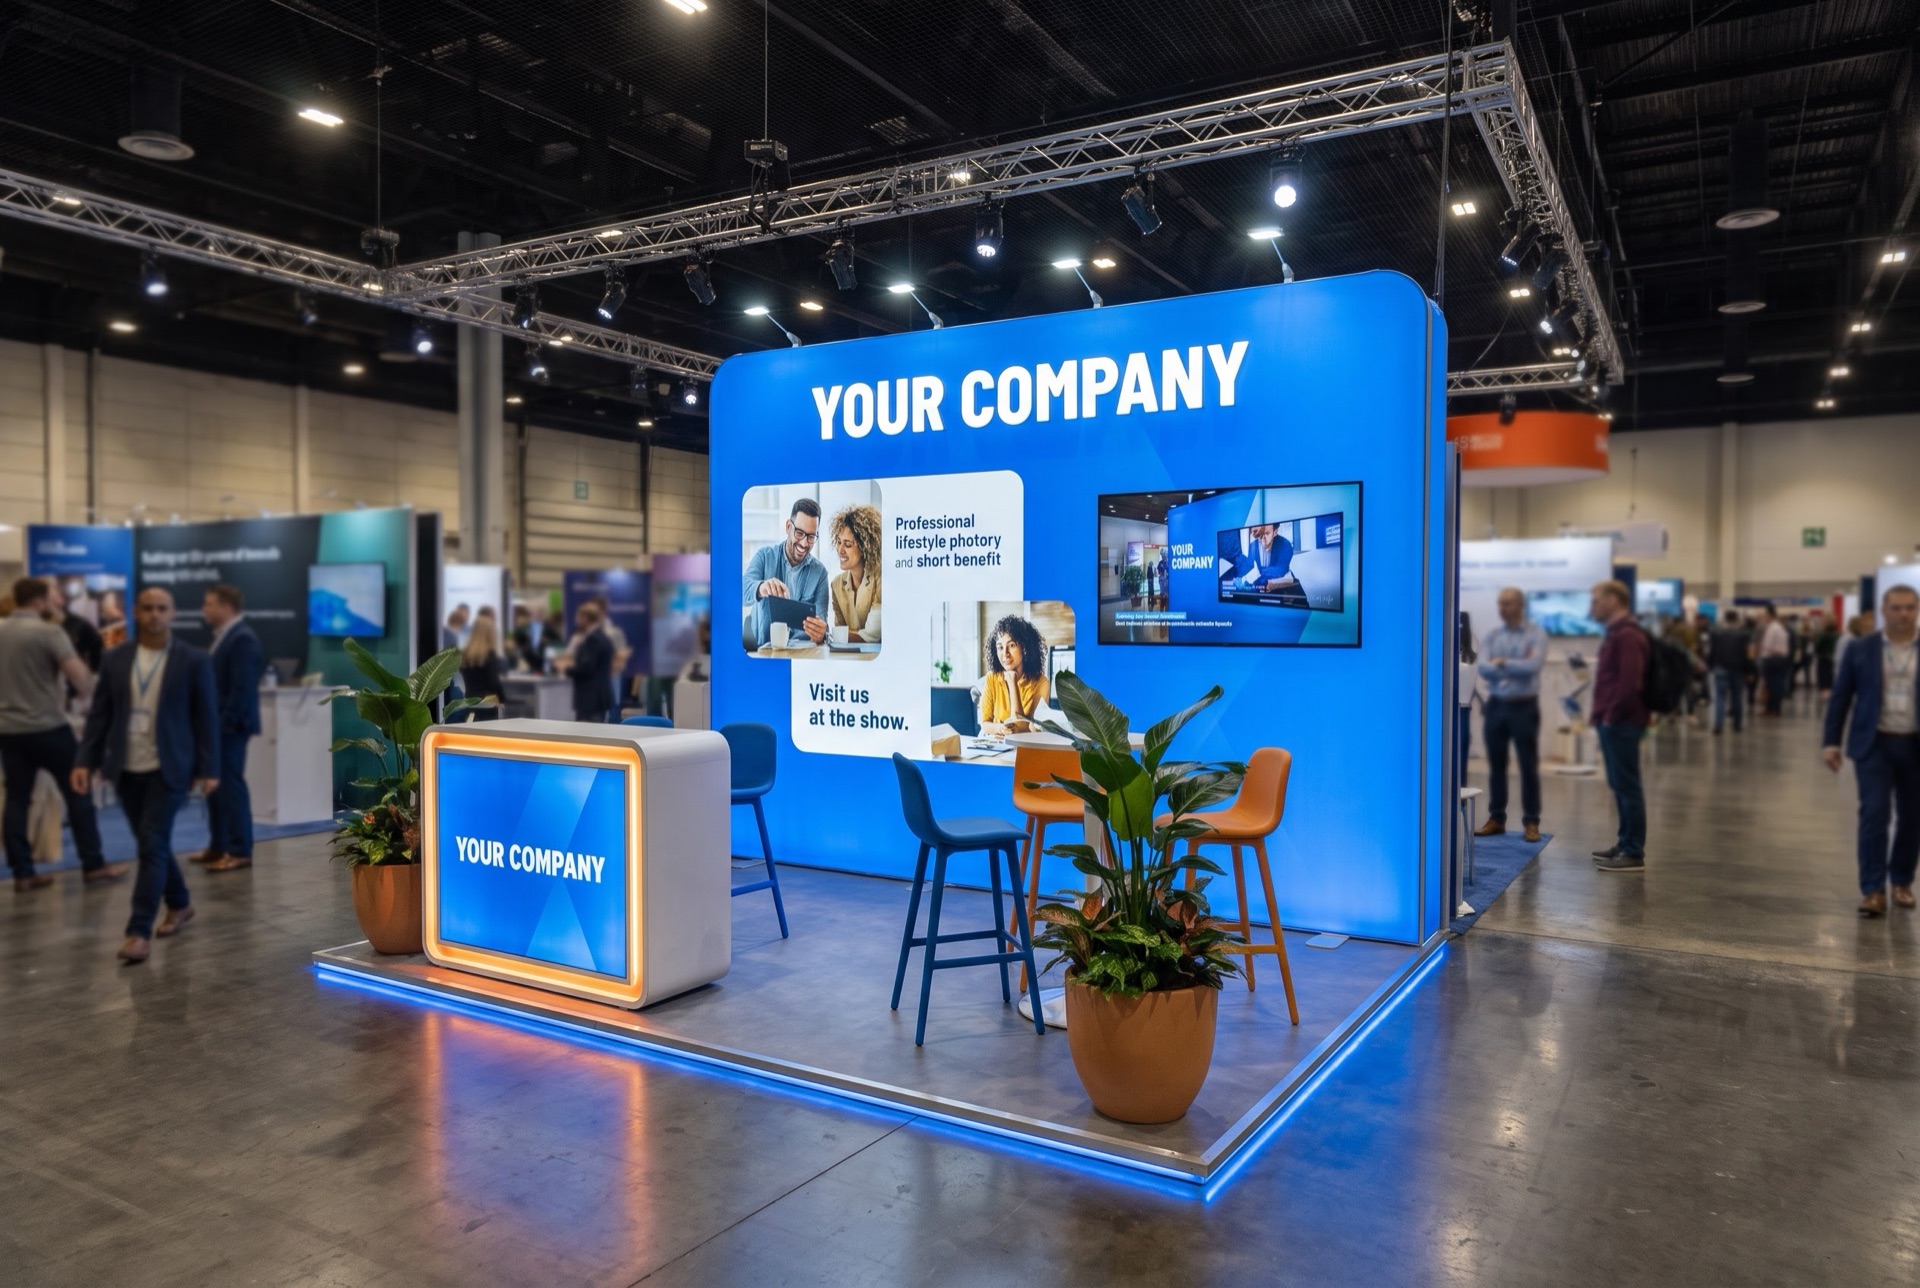 YOUR COMPANY
Professional
lifestyle photory
and short benefit
Visit us
at the show.
YOUR
COMPANY
YOUR COMPANY